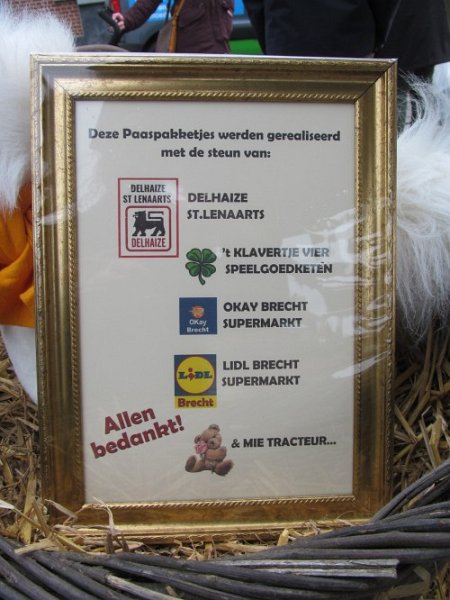 Deze Paaspakketjes werden gerealiseerd
met de steun van:
DELHAIZE
ST LENAARTS
DELHAIZE
DELHAIZE
ST.LENAARTS
't KLAVERTJE VIER
SPEELGOEDKETEN
OKay
Brecht
OKAY BRECHT
SUPERMARKT
LIDL
Brecht
LIDL BRECHT
SUPERMARKT
Allen
bedankt!
& MIE TRACTEUR...